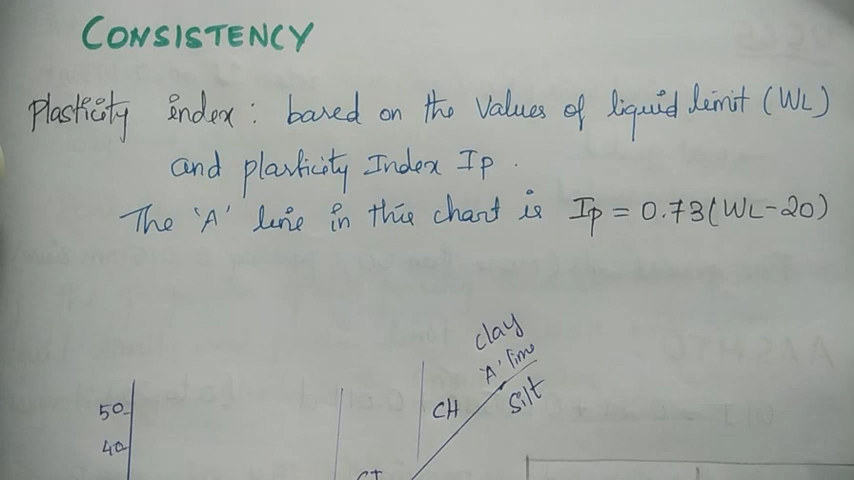 CONSISTENCY
Plasticity index: based on the Values of liquid limit (WL)
and plasticity Index Ip.
The 'A' line in this chart is Ip = 0.73(WL-20)
clay
'A' line
Silt
CH
50
40
CI